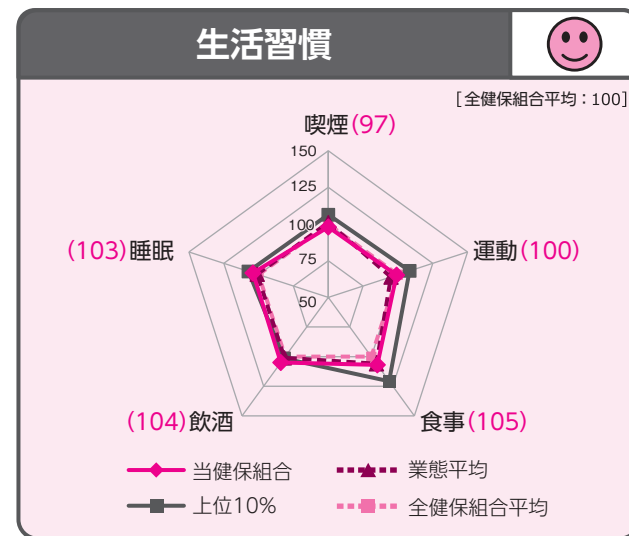 生活習慣
[全健保組合平均：100]
喫煙(97)
150
125
100
75
50
(103)睡眠
運動(100)
(104)飲酒
食事(105)
当健保組合
業態平均
上位10%
全健保組合平均